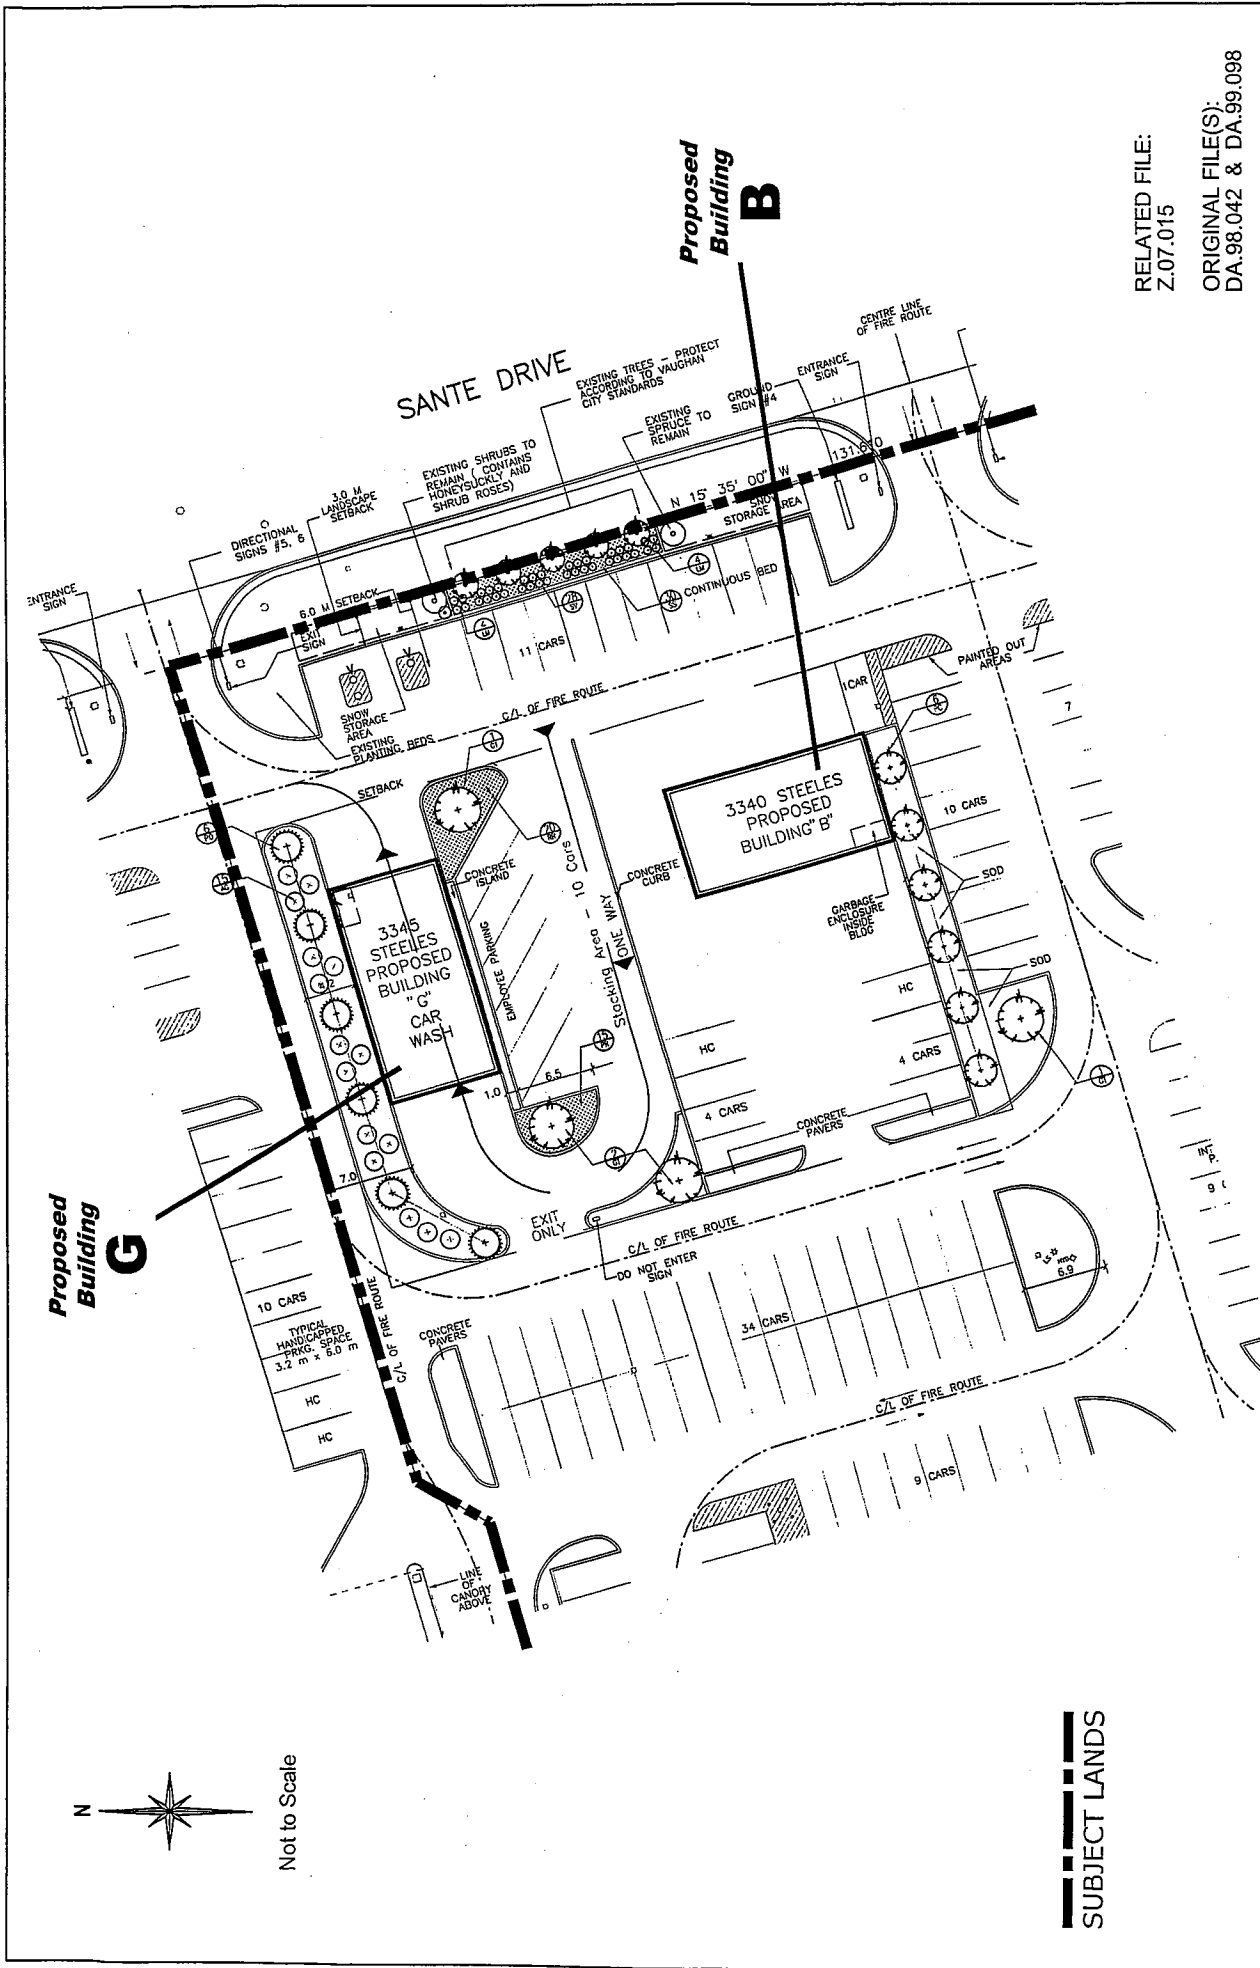 Proposed
Building
G
Proposed
Building
B
SANTE DRIVE
RELATED FILE:
Z.07.015
ORIGINAL FILE(S):
DA.98.042 & DA.99.098
ENTRANCE
SIGN
DIRECTIONAL
SIGNS #5, 6
3.0 M
LANDSCAPE
SETBACK
EXISTING SHRUBS TO
REMAIN ( CONTAINS
HONEYSUCKLY AND
SHRUB ROSES)
EXISTING TREES - PROTECT
ACCORDING TO VAUGHAN
CITY STANDARDS
EXISTING
SPRUCE TO
REMAIN
GROUND
SIGN #4
ENTRANCE
SIGN
CENTRE LINE
OF FIRE ROUTE
6.0 M SETBACK
EXIT
SIGN
N 15° 35' 00" W
131.610
SNOW
STORAGE AREA
CONTINUOUS BED
11 CARS
SNOW
STORAGE
AREA
EXISTING
PLANTING BEDS
C/L OF FIRE ROUTE
SETBACK
PAINTED OUT
AREAS
1 CAR
7
3345
STEELES
PROPOSED
BUILDING
"G"
CAR
WASH
CONCRETE
ISLAND
EMPLOYEE PARKING
Stacking Area - 10 Cars
ONE WAY
CONCRETE
CURB
3340 STEELES
PROPOSED
BUILDING" B"
GARBAGE
ENCLOSURE
INSIDE
BLDG
10 CARS
SOD
SOD
HC
HC
4 CARS
4 CARS
1.0
6.5
7.0
CONCRETE
PAVERS
EXIT
ONLY
DO NOT ENTER
SIGN
C/L OF FIRE ROUTE
34 CARS
6.9
10 CARS
TYPICAL
HANDICAPPED
PRKG. SPACE
3.2 m x 6.0 m
HC
HC
C/L OF FIRE ROUTE
CONCRETE
PAVERS
C/L OF FIRE ROUTE
9 CARS
LINE
OF
CANOPY
ABOVE
N
Not to Scale
SUBJECT LANDS